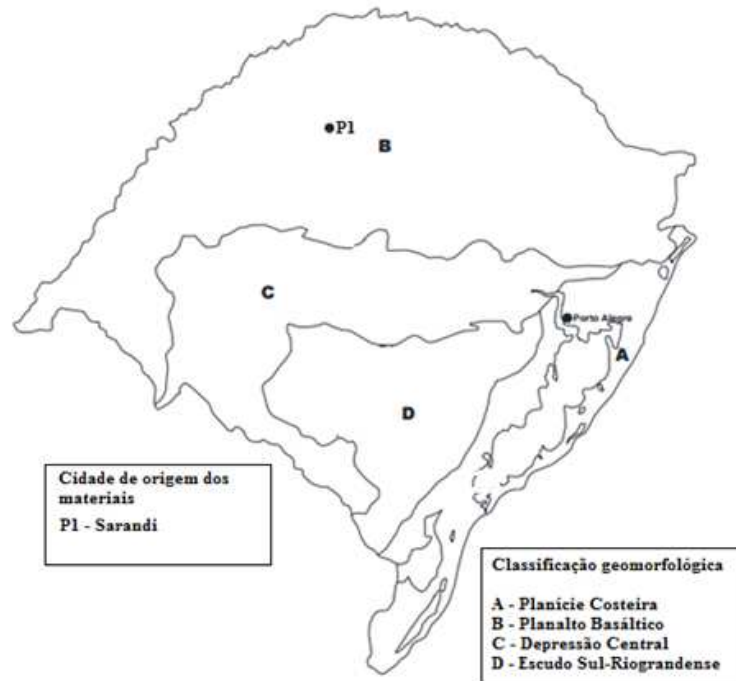 P1
B
C
Porto Alegre
A
D
Cidade de origem dos
materiais
P1 - Sarandi
Classificação geomorfológica
A - Planície Costeira
B - Planalto Basáltico
C - Depressão Central
D - Escudo Sul-Riograndense